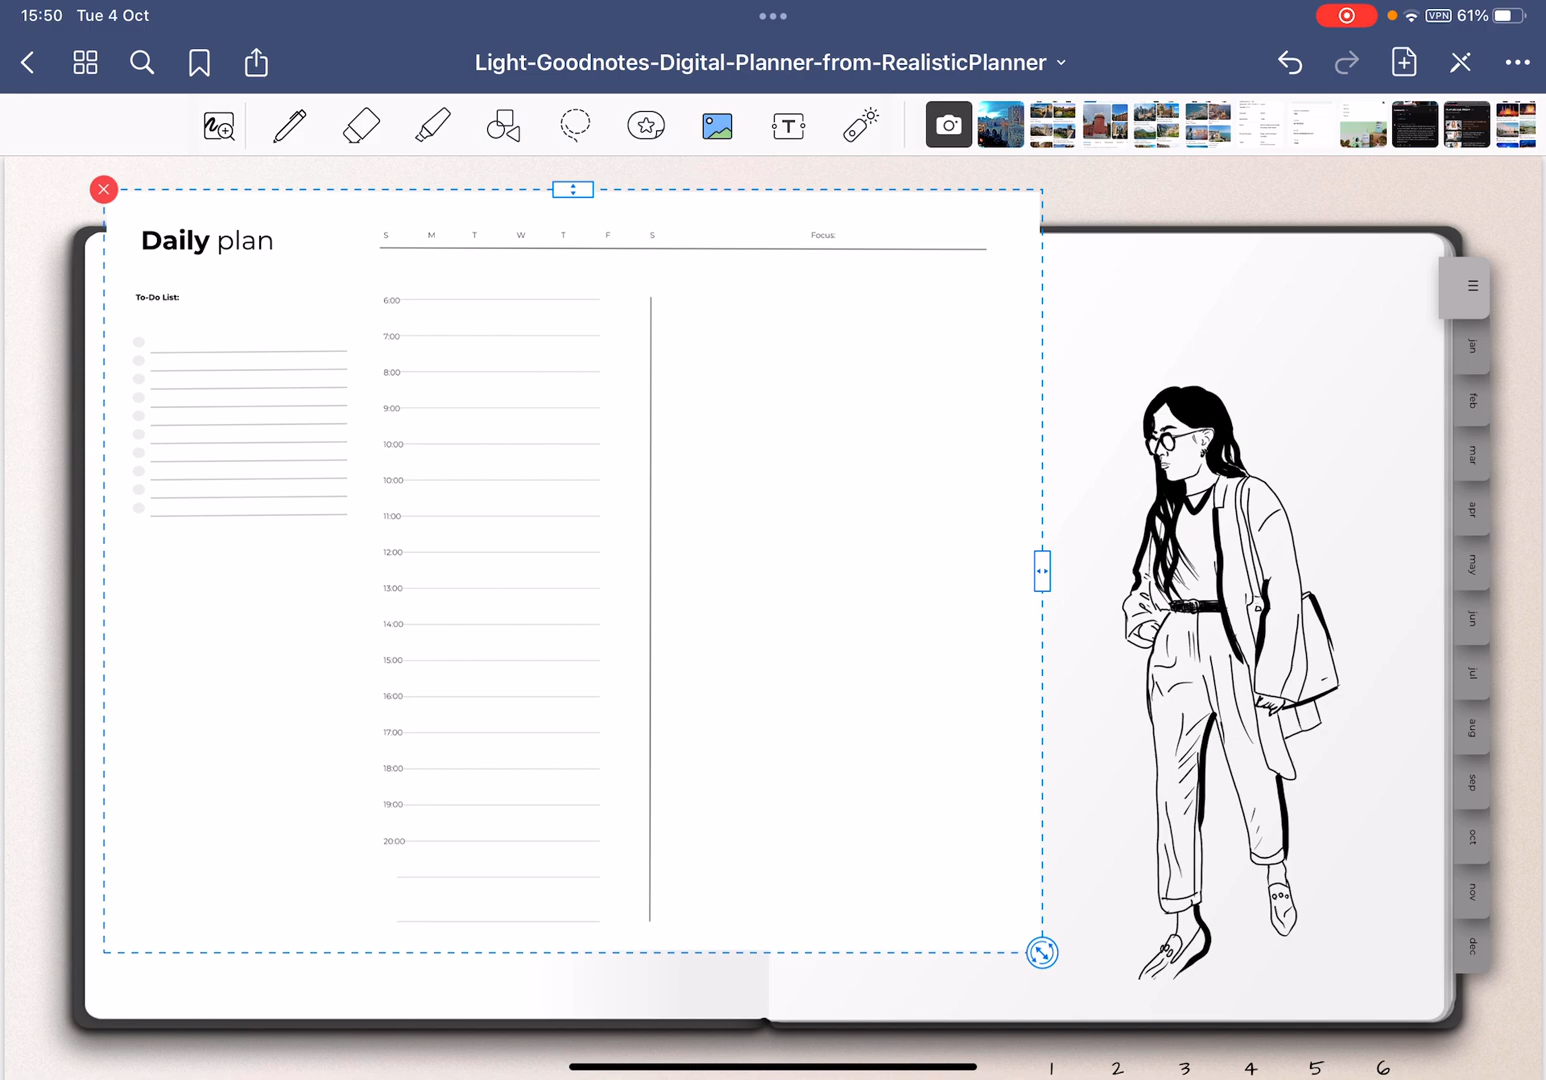 15:50 Tue 4 Oct
VPN 61%
Light-Goodnotes-Digital-Planner-from-RealisticPlanner
T
Daily plan
S M T W T F S
Focus:
To-Do List:
6:00
7:00
8:00
9:00
10:00
10:00
11:00
12:00
13:00
14:00
15:00
16:00
17:00
18:00
19:00
20:00
jan
feb
mar
apr
may
jun
jul
aug
sep
oct
nov
dec
1 2 3 4 5 6